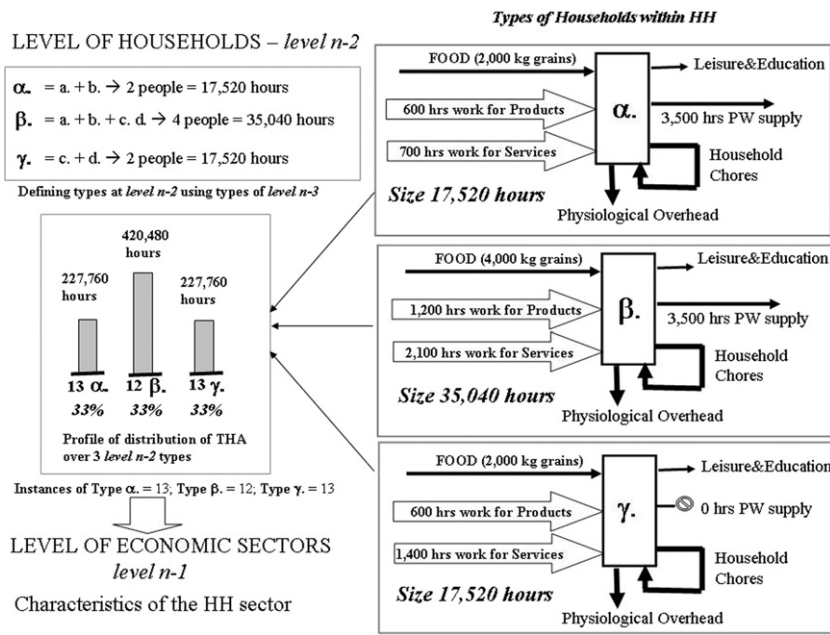 Types of Households within HH
LEVEL OF HOUSEHOLDS – level n-2
α. = a. + b. → 2 people = 17,520 hours
β. = a. + b. + c. d. → 4 people = 35,040 hours
γ. = c. + d. → 2 people = 17,520 hours
Defining types at level n-2 using types of level n-3
420,480
hours
227,760
hours
227,760
hours
13 α. 12 β. 13 γ.
33% 33% 33%
Profile of distribution of THA
over 3 level n-2 types
Instances of Type α. = 13; Type β. = 12; Type γ. = 13
LEVEL OF ECONOMIC SECTORS
level n-1
Characteristics of the HH sector
FOOD (2,000 kg grains)
Leisure&Education
600 hrs work for Products
α.
3,500 hrs PW supply
700 hrs work for Services
Household
Chores
Size 17,520 hours
Physiological Overhead
FOOD (4,000 kg grains)
Leisure&Education
1,200 hrs work for Products
β.
3,500 hrs PW supply
2,100 hrs work for Services
Household
Chores
Size 35,040 hours
Physiological Overhead
FOOD (2,000 kg grains)
Leisure&Education
600 hrs work for Products
γ.
0 hrs PW supply
1,400 hrs work for Services
Household
Chores
Size 17,520 hours
Physiological Overhead